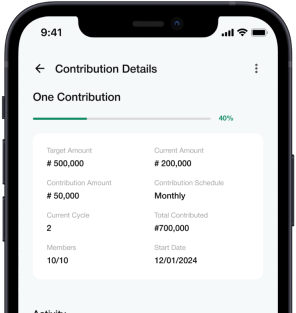 9:41
Contribution Details
One Contribution
40%
Target Amount Current Amount
# 500,000 # 200,000
Contribution Amount Contribution Schedule
# 50,000 Monthly
Current Cycle Total Contributed
2 #700,000
Members Start Date
10/10 12/01/2024
Activity